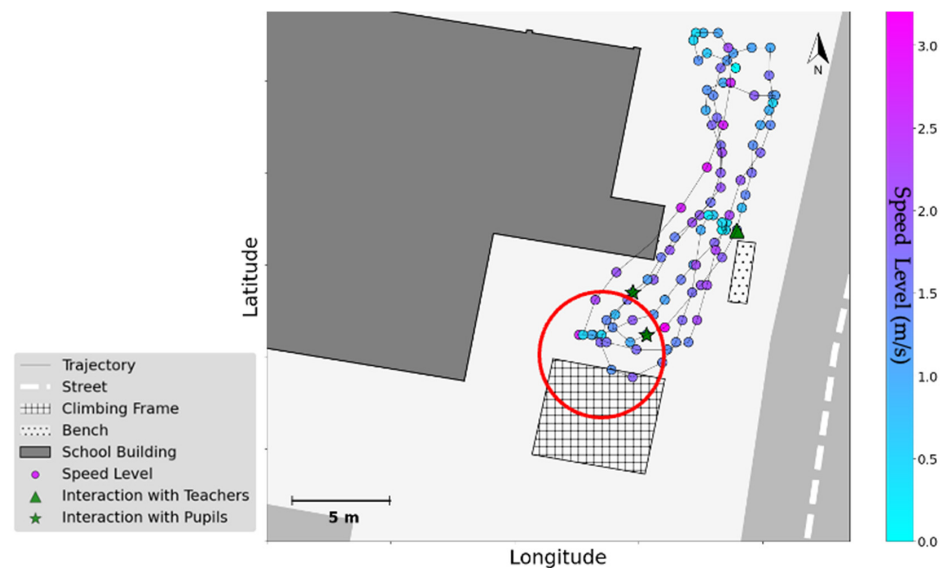 N
Latitude
Longitude
5 m
Trajectory
Street
Climbing Frame
Bench
School Building
Speed Level
Interaction with Teachers
Interaction with Pupils
3.0
2.5
2.0
1.5
1.0
0.5
0.0
Speed Level (m/s)